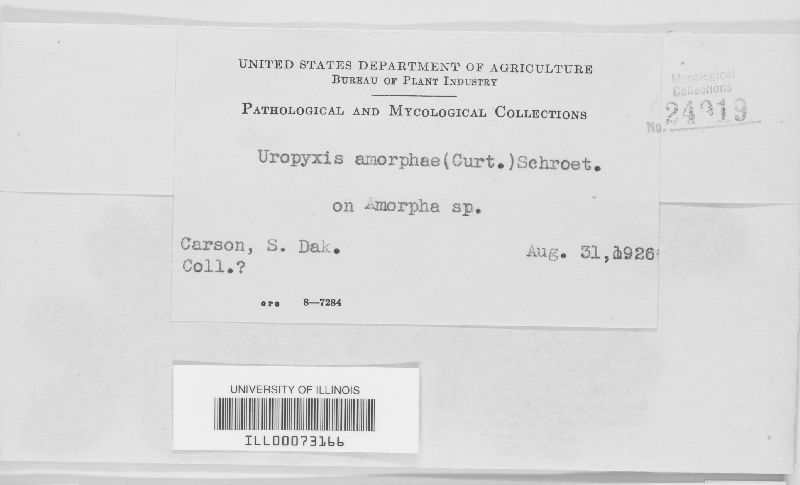 UNITED STATES DEPARTMENT OF AGRICULTURE
BUREAU OF PLANT INDUSTRY
PATHOLOGICAL AND MYCOLOGICAL COLLECTIONS
Mycological
Collections
No. 24919
Uropyxis amorphae(Curt.)Schroet.
on Amorpha sp.
Carson, S. Dak.
Aug. 31,1926
Coll.?
GPO 8—7284
UNIVERSITY OF ILLINOIS
ILL00073166